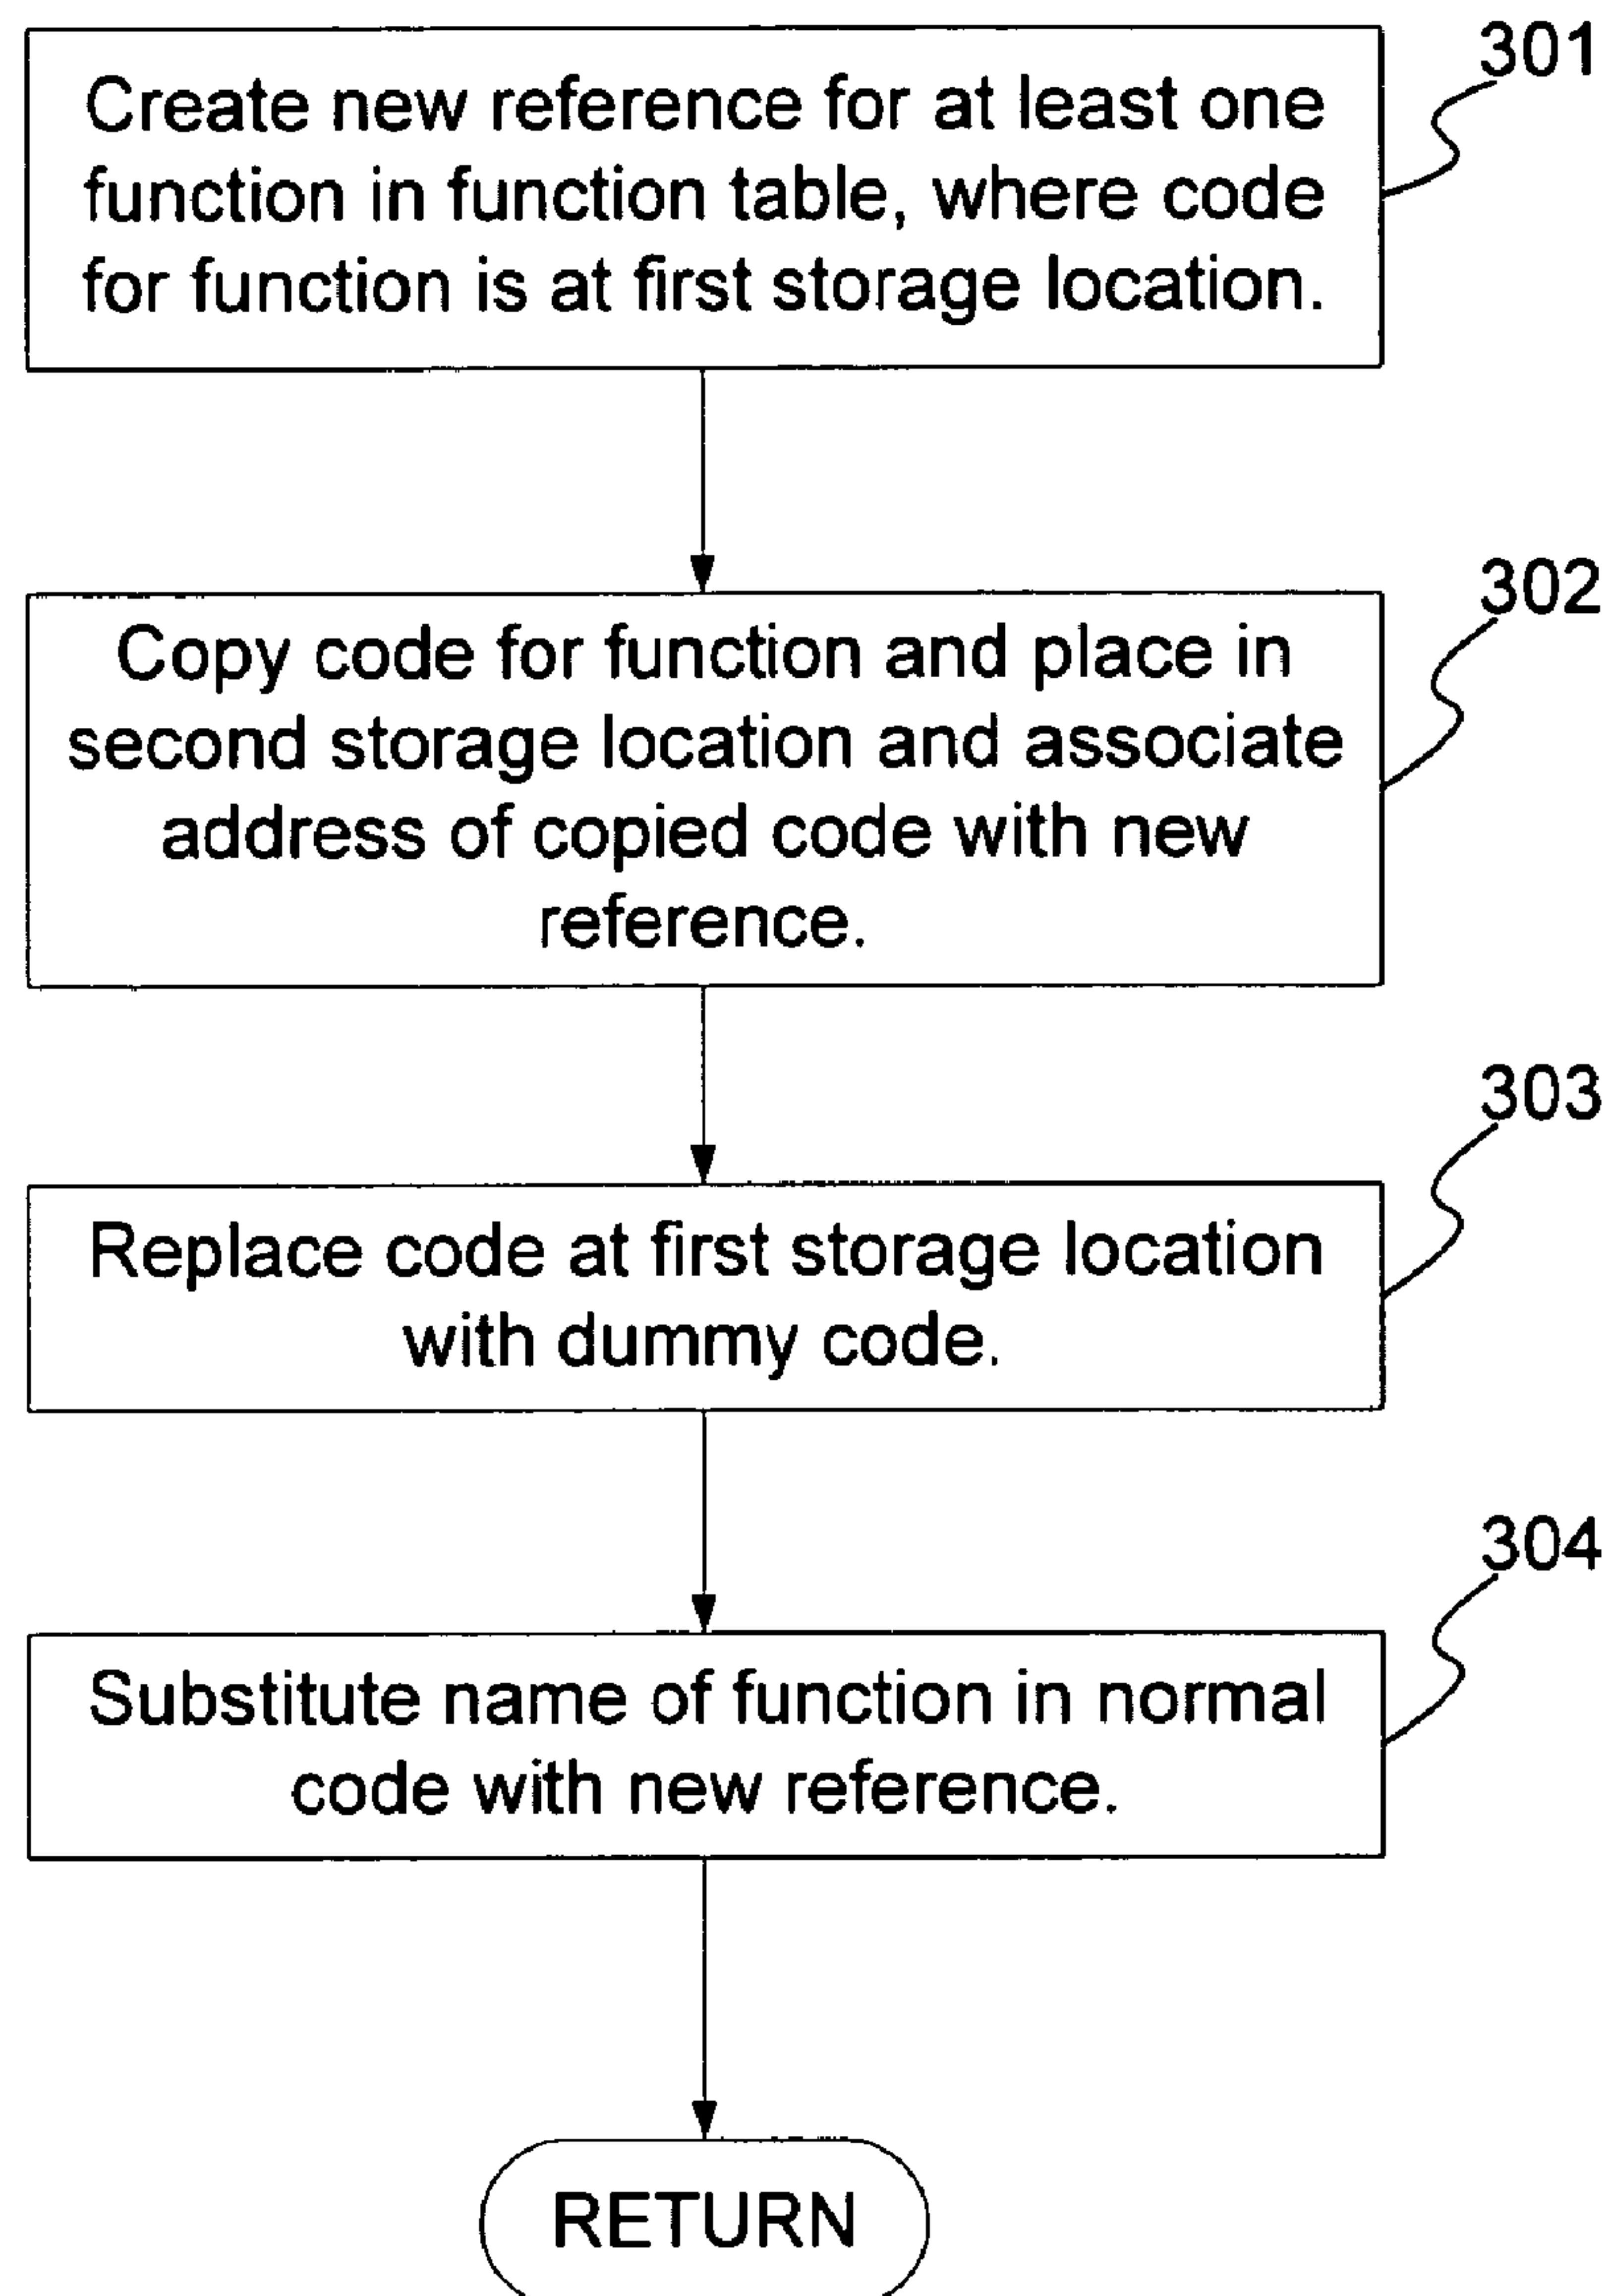 301
Create new reference for at least one
function in function table, where code
for function is at first storage location.
302
Copy code for function and place in
second storage location and associate
address of copied code with new
reference.
303
Replace code at first storage location
with dummy code.
304
Substitute name of function in normal
code with new reference.
RETURN